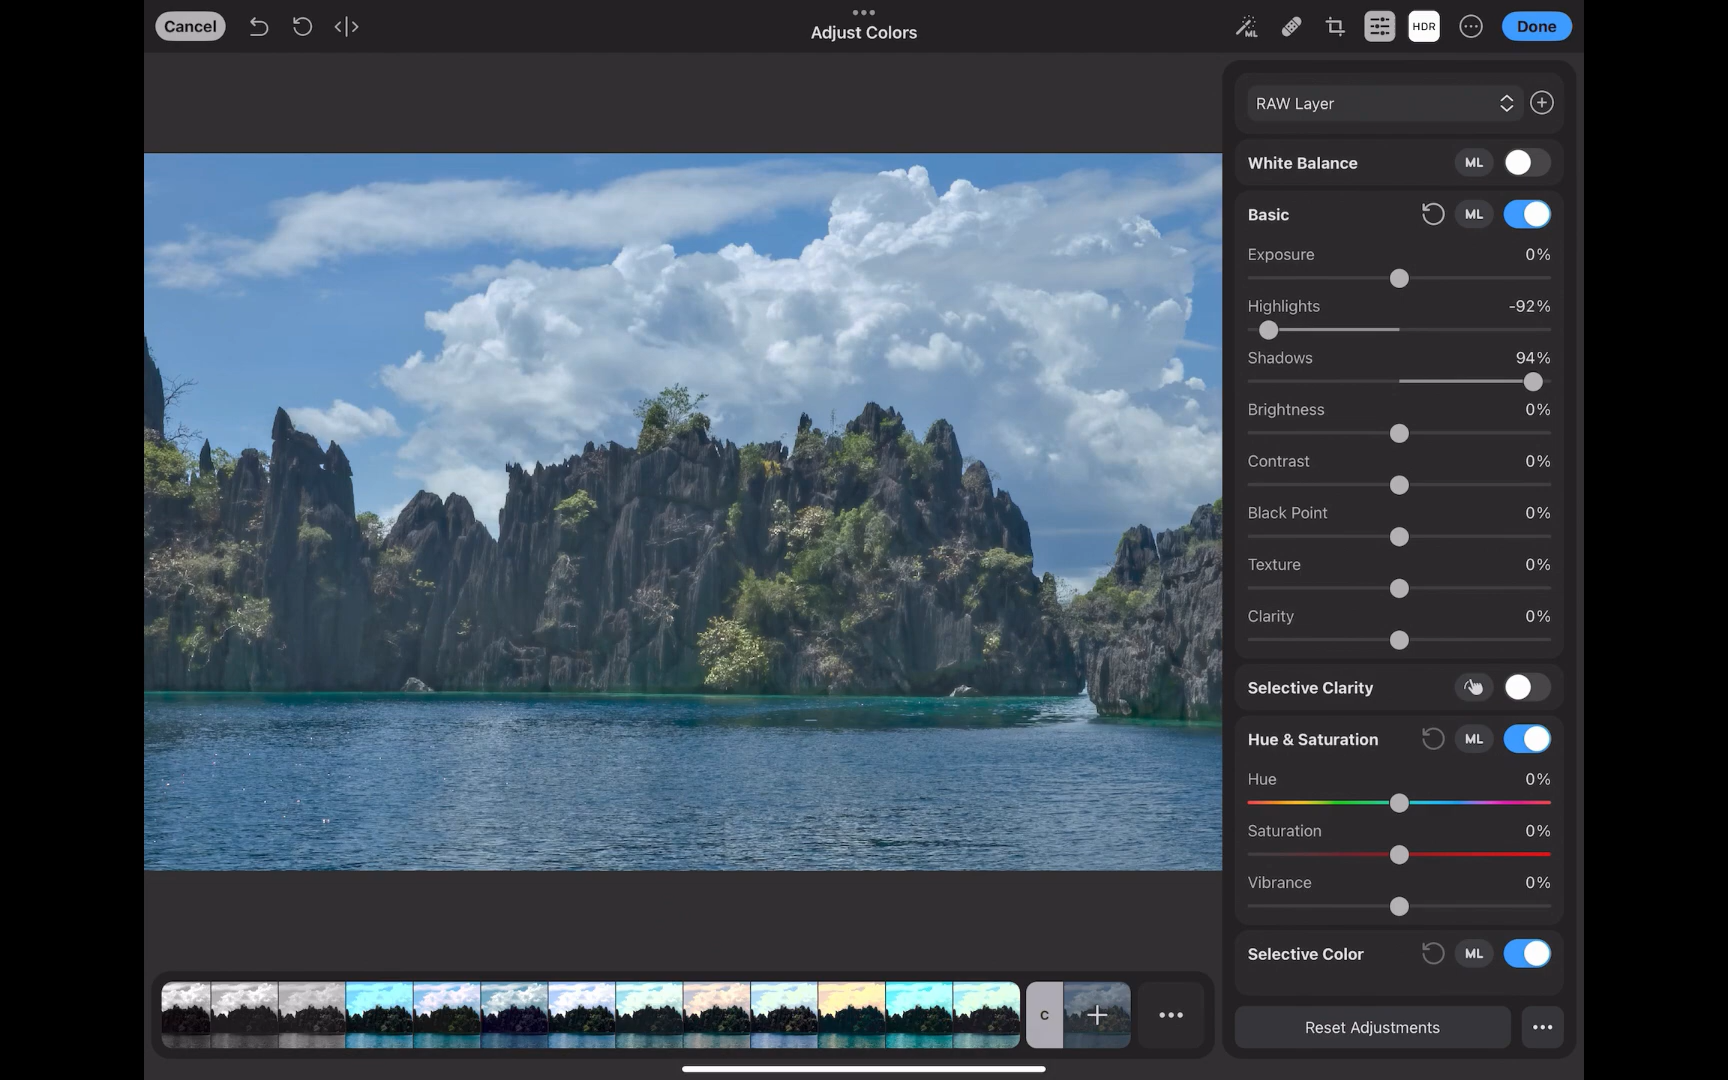 Cancel
Adjust Colors
ML
HDR
Done
RAW Layer
White Balance ML
Basic ML
Exposure 0%
Highlights -92%
Shadows 94%
Brightness 0%
Contrast 0%
Black Point 0%
Texture 0%
Clarity 0%
Selective Clarity
Hue & Saturation ML
Hue 0%
Saturation 0%
Vibrance 0%
Selective Color ML
C
Reset Adjustments